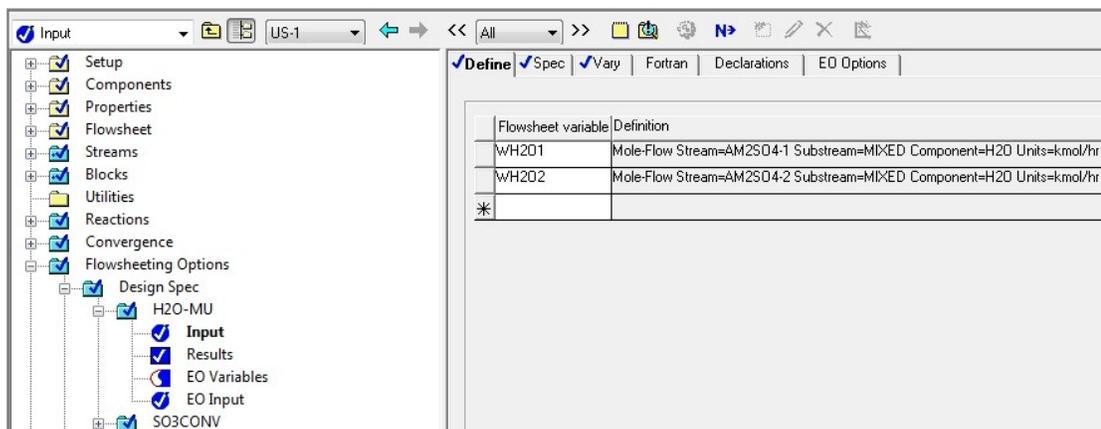 Input US-1 << All >> N>
Setup
Components
Properties
Flowsheet
Streams
Blocks
Utilities
Reactions
Convergence
Flowsheeting Options
Design Spec
H2O-MU
Input
Results
EO Variables
EO Input
SO3CONV
Define Spec Vary Fortran Declarations EO Options
Flowsheet variable Definition
WH2O1 Mole-Flow Stream=AM2SO4-1 Substream=MIXED Component=H2O Units=kmol/hr
WH2O2 Mole-Flow Stream=AM2SO4-2 Substream=MIXED Component=H2O Units=kmol/hr